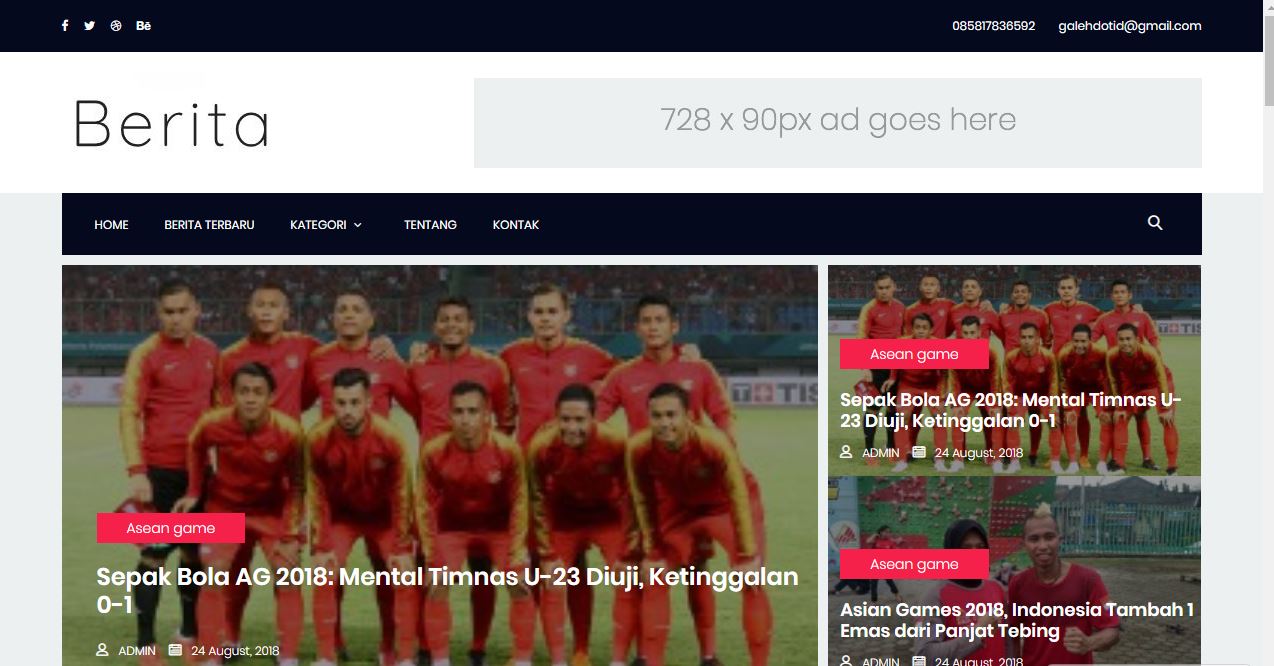 085817836592 galehdotid@gmail.com
Berita
728 x 90px ad goes here
HOME BERITA TERBARU KATEGORI TENTANG KONTAK
Asean game
Sepak Bola AG 2018: Mental Timnas U-23 Diuji, Ketinggalan
0-1
ADMIN 24 August, 2018
Asean game
Sepak Bola AG 2018: Mental Timnas U-
23 Diuji, Ketinggalan 0-1
ADMIN 24 August, 2018
Asean game
Asian Games 2018, Indonesia Tambah 1
Emas dari Panjat Tebing
ADMIN 24 August, 2018